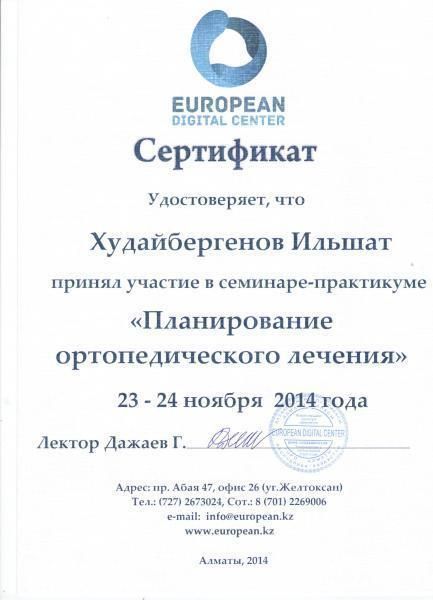 EUROPEAN
DIGITAL CENTER
Сертификат
Удостоверяет, что
Худайбергенов Ильшат
принял участие в семинаре-практикуме
«Планирование
ортопедического лечения»
23 - 24 ноября 2014 года
Лектор Дажаев Г.
EUROPEAN DIGITAL CENTER
Адрес: пр. Абая 47, офис 26 (уг.Желтоксан)
Тел.: (727) 2673024, Сот.: 8 (701) 2269006
e-mail: info@european.kz
www.european.kz
Алматы, 2014